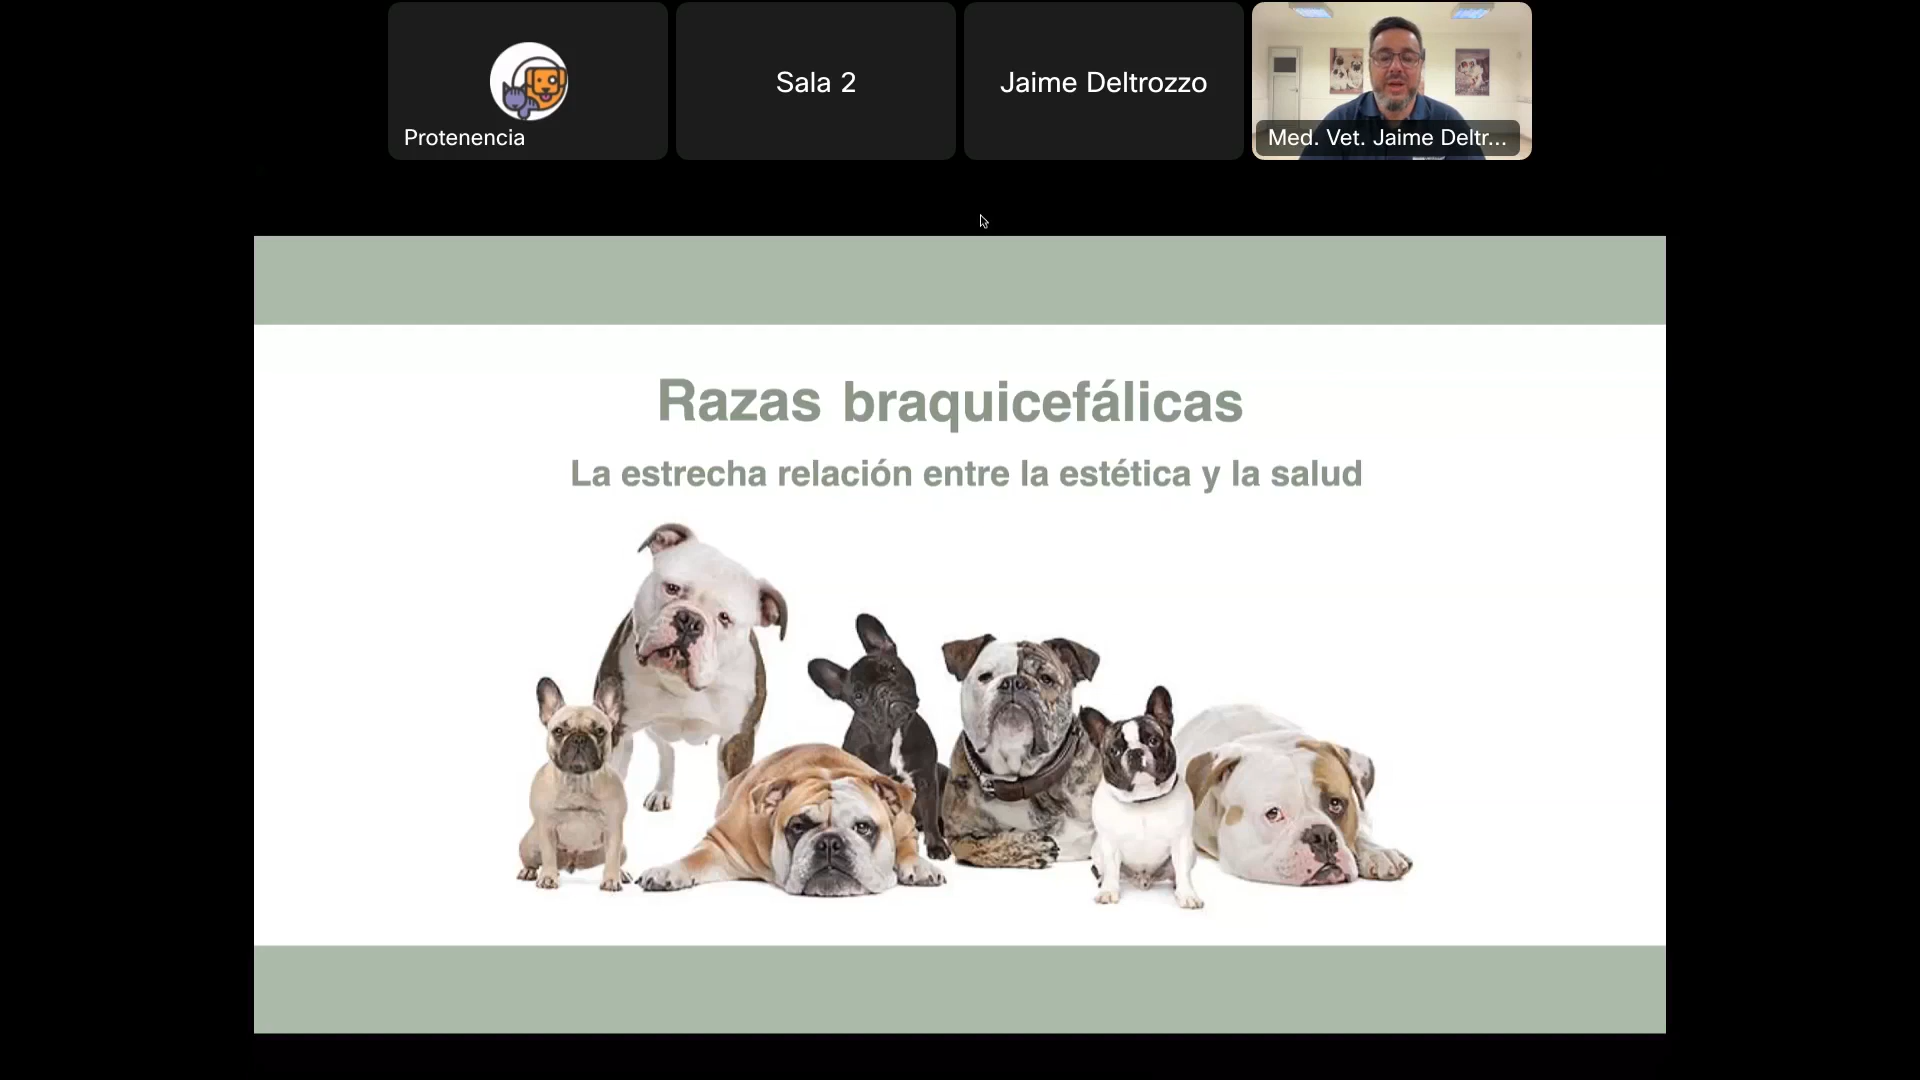 Protenencia
Sala 2
Jaime Deltrozzo
Med. Vet. Jaime Deltr...
Razas braquicefálicas
La estrecha relación entre la estética y la salud